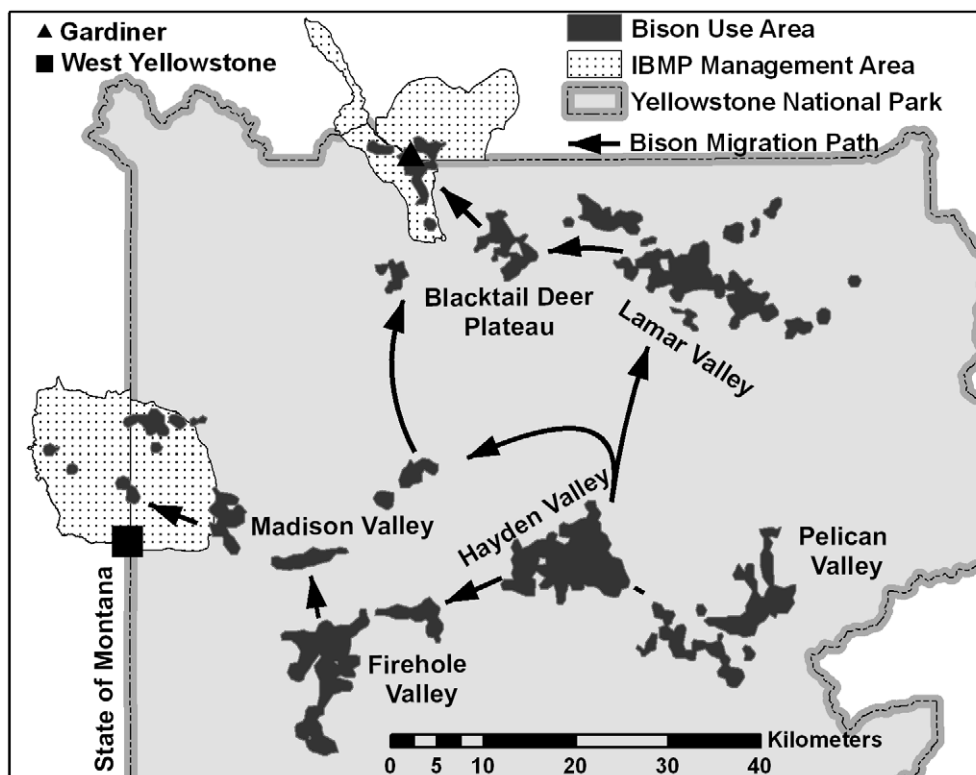 Gardiner
West Yellowstone
Bison Use Area
IBMP Management Area
Yellowstone National Park
Bison Migration Path
Blacktail Deer
Plateau
Lamar Valley
Madison Valley
Hayden Valley
Pelican
Valley
Firehole
Valley
State of Montana
Kilometers
0 5 10 20 30 40